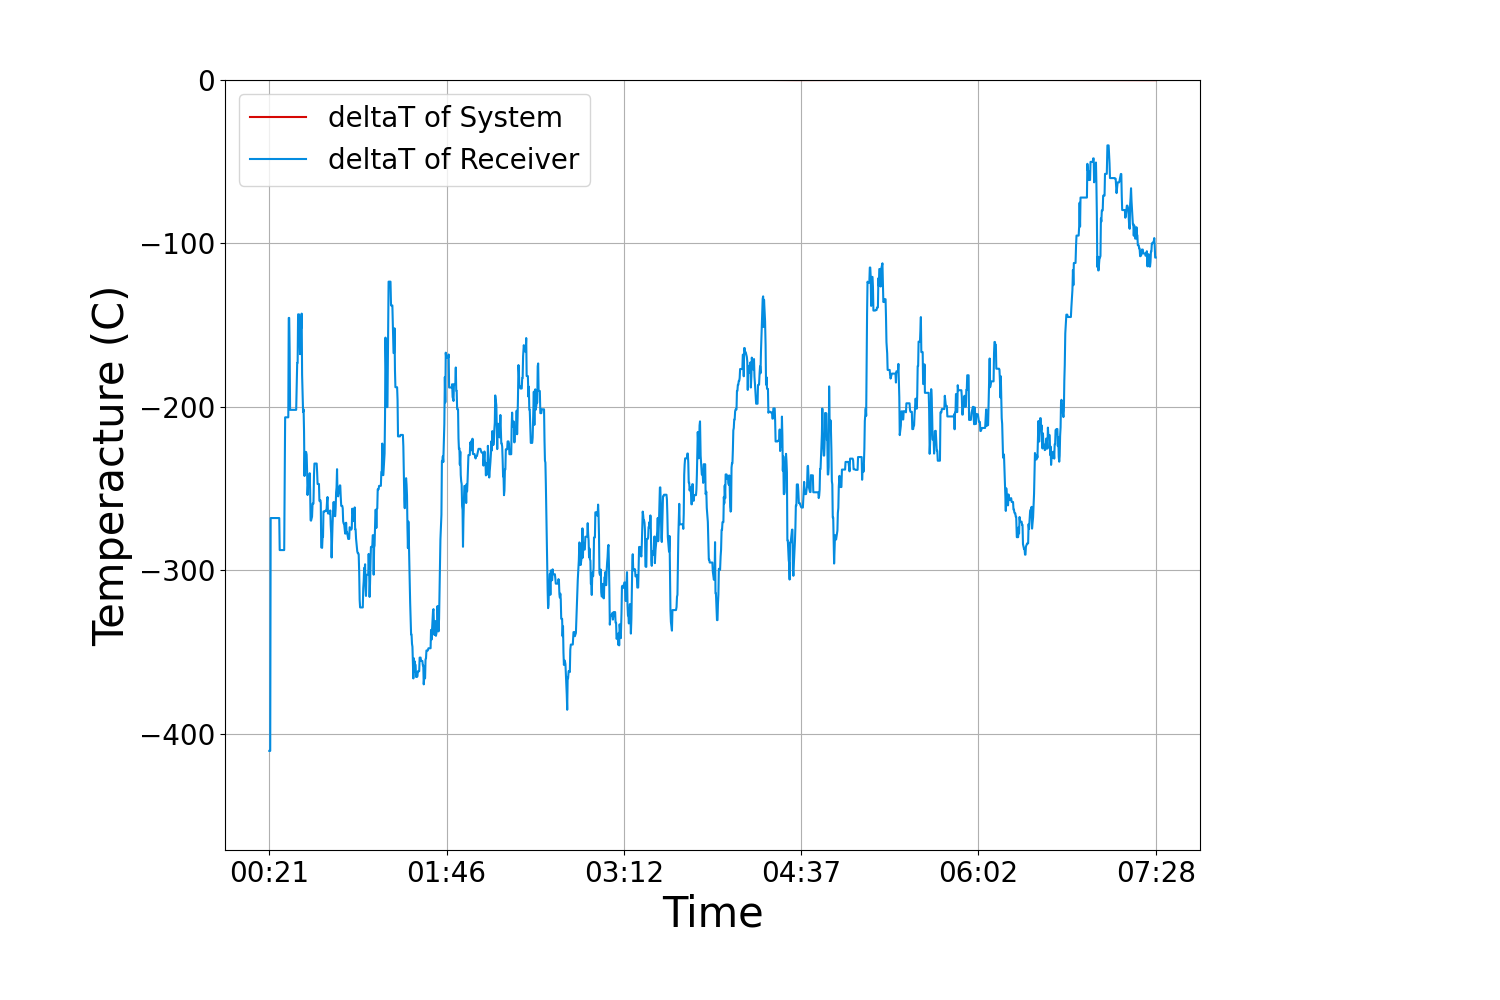 0
deltaT of System
deltaT of Receiver
−100
−200
−300
−400
Temperacture (C)
00:21 01:46 03:12 04:37 06:02 07:28
Time